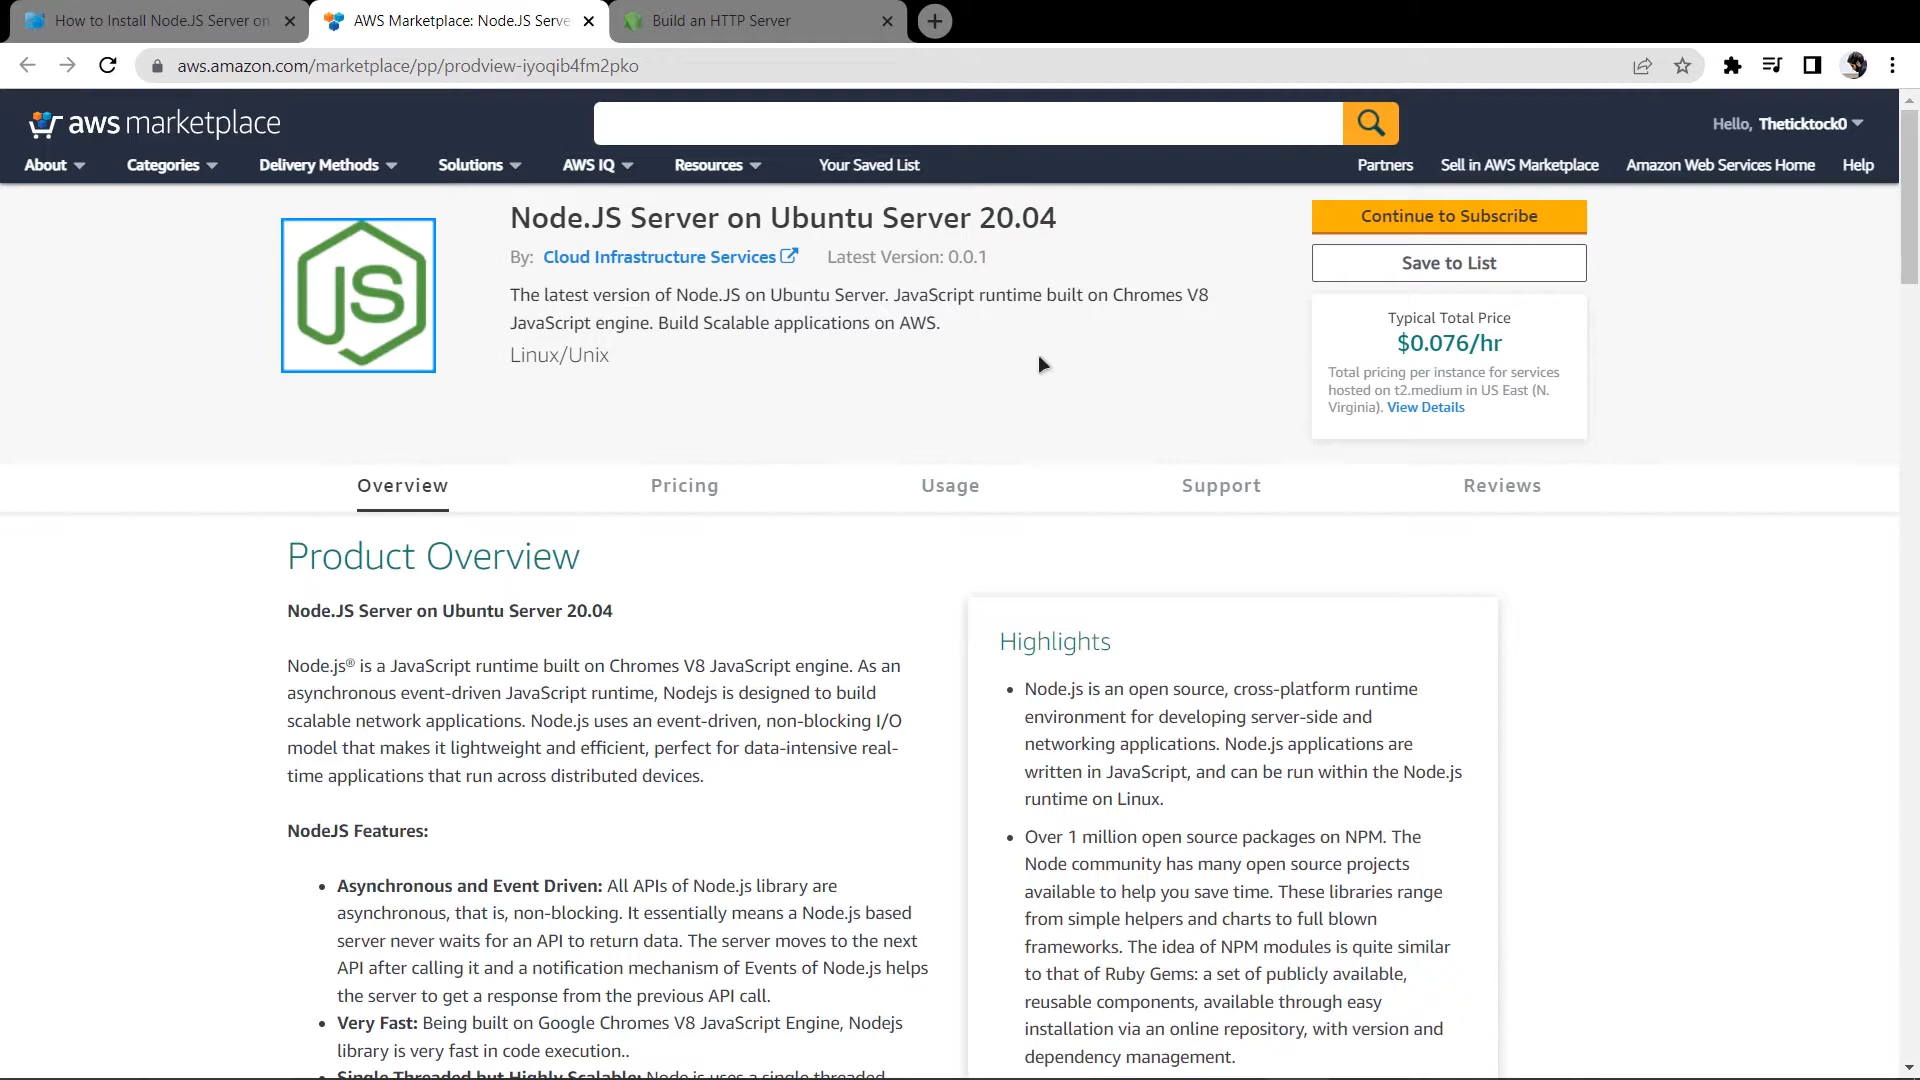 How to Install Node.JS Server on
AWS Marketplace: Node.JS Serve
Build an HTTP Server
aws.amazon.com/marketplace/pp/prodview-iyoqib4fm2pko
aws marketplace
Hello, Theticktock0
About
Categories
Delivery Methods
Solutions
AWS IQ
Resources
Your Saved List
Partners
Sell in AWS Marketplace
Amazon Web Services Home
Help
JS
Node.JS Server on Ubuntu Server 20.04
By: Cloud Infrastructure Services
Latest Version: 0.0.1
The latest version of Node.JS on Ubuntu Server. JavaScript runtime built on Chromes V8
JavaScript engine. Build Scalable applications on AWS.
Linux/Unix
Continue to Subscribe
Save to List
Typical Total Price
$0.076/hr
Total pricing per instance for services
hosted on t2.medium in US East (N.
Virginia). View Details
Overview
Pricing
Usage
Support
Reviews
Product Overview
Node.JS Server on Ubuntu Server 20.04
Node.js® is a JavaScript runtime built on Chromes V8 JavaScript engine. As an
asynchronous event-driven JavaScript runtime, Nodejs is designed to build
scalable network applications. Node.js uses an event-driven, non-blocking I/O
model that makes it lightweight and efficient, perfect for data-intensive real-
time applications that run across distributed devices.
NodeJS Features:
• Asynchronous and Event Driven: All APIs of Node.js library are
asynchronous, that is, non-blocking. It essentially means a Node.js based
server never waits for an API to return data. The server moves to the next
API after calling it and a notification mechanism of Events of Node.js helps
the server to get a response from the previous API call.
• Very Fast: Being built on Google Chromes V8 JavaScript Engine, Nodejs
library is very fast in code execution..
• Single Threaded but Highly Scalable: Node.js uses a single threaded
Highlights
• Node.js is an open source, cross-platform runtime
environment for developing server-side and
networking applications. Node.js applications are
written in JavaScript, and can be run within the Node.js
runtime on Linux.
• Over 1 million open source packages on NPM. The
Node community has many open source projects
available to help you save time. These libraries range
from simple helpers and charts to full blown
frameworks. The idea of NPM modules is quite similar
to that of Ruby Gems: a set of publicly available,
reusable components, available through easy
installation via an online repository, with version and
dependency management.